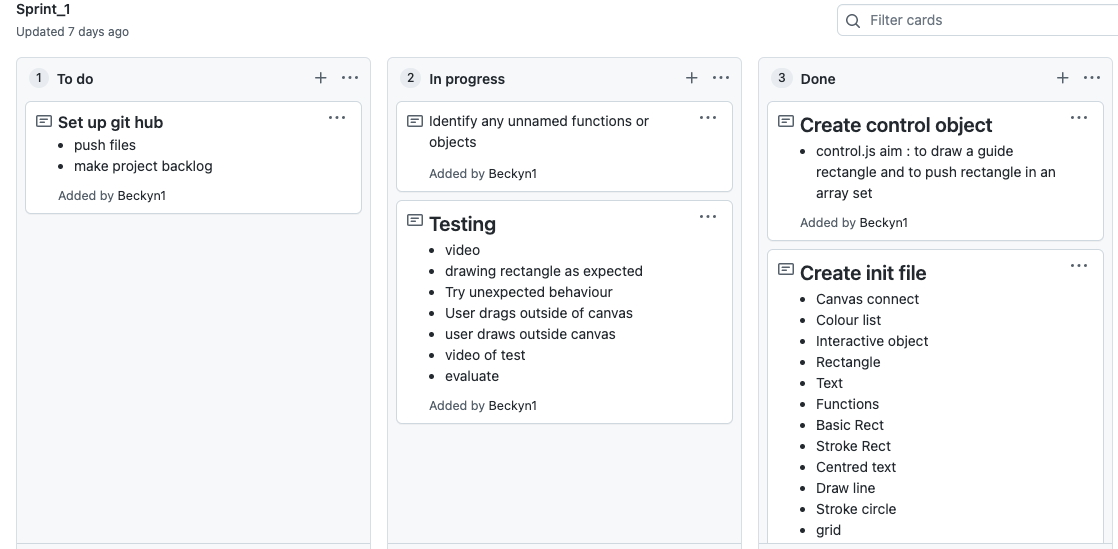 Sprint_1
Updated 7 days ago
Filter cards
1 To do
Set up git hub
push files
make project backlog
Added by Beckyn1
2 In progress
Identify any unnamed functions or
objects
Added by Beckyn1
Testing
video
drawing rectangle as expected
Try unexpected behaviour
User drags outside of canvas
user draws outside canvas
video of test
evaluate
Added by Beckyn1
3 Done
Create control object
control.js aim : to draw a guide
rectangle and to push rectangle in an
array set
Added by Beckyn1
Create init file
Canvas connect
Colour list
Interactive object
Rectangle
Text
Functions
Basic Rect
Stroke Rect
Centred text
Draw line
Stroke circle
grid